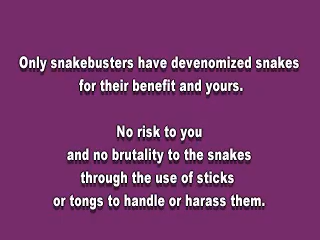 Only snakebusters have devenomized snakes
for their benefit and yours.
No risk to you
and no brutality to the snakes
through the use of sticks
or tongs to handle or harass them.